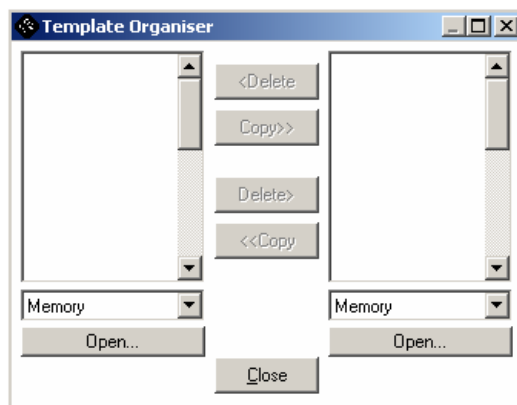 Template Organiser
<Delete
Copy>>
Delete>
<<Copy
Memory
Memory
Open...
Open...
Close